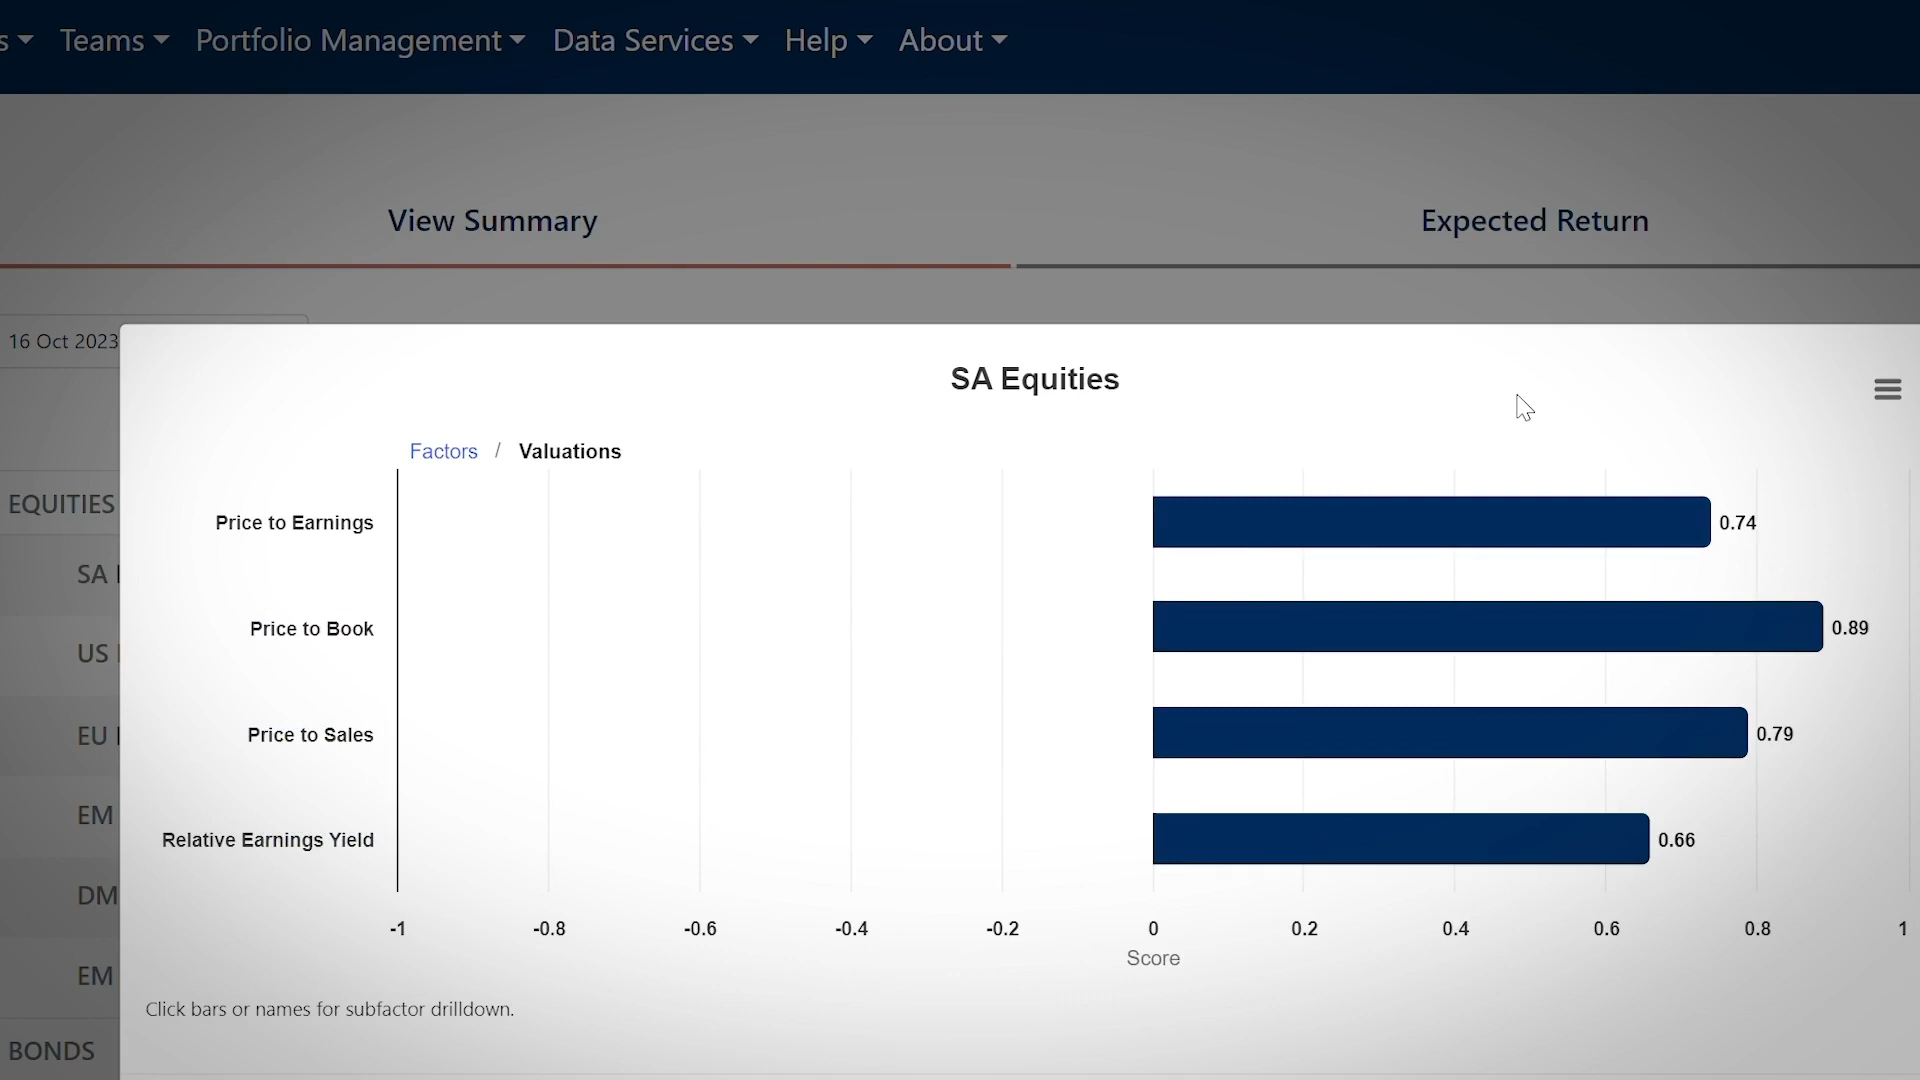 s Teams Portfolio Management Data Services Help About
View Summary Expected Return
16 Oct 2023
SA Equities
Factors / Valuations
EQUITIES
Price to Earnings 0.74
SA
Price to Book 0.89
US
Price to Sales 0.79
EU
EM
Relative Earnings Yield 0.66
DM
-1 -0.8 -0.6 -0.4 -0.2 0 0.2 0.4 0.6 0.8 1
Score
EM
Click bars or names for subfactor drilldown.
BONDS